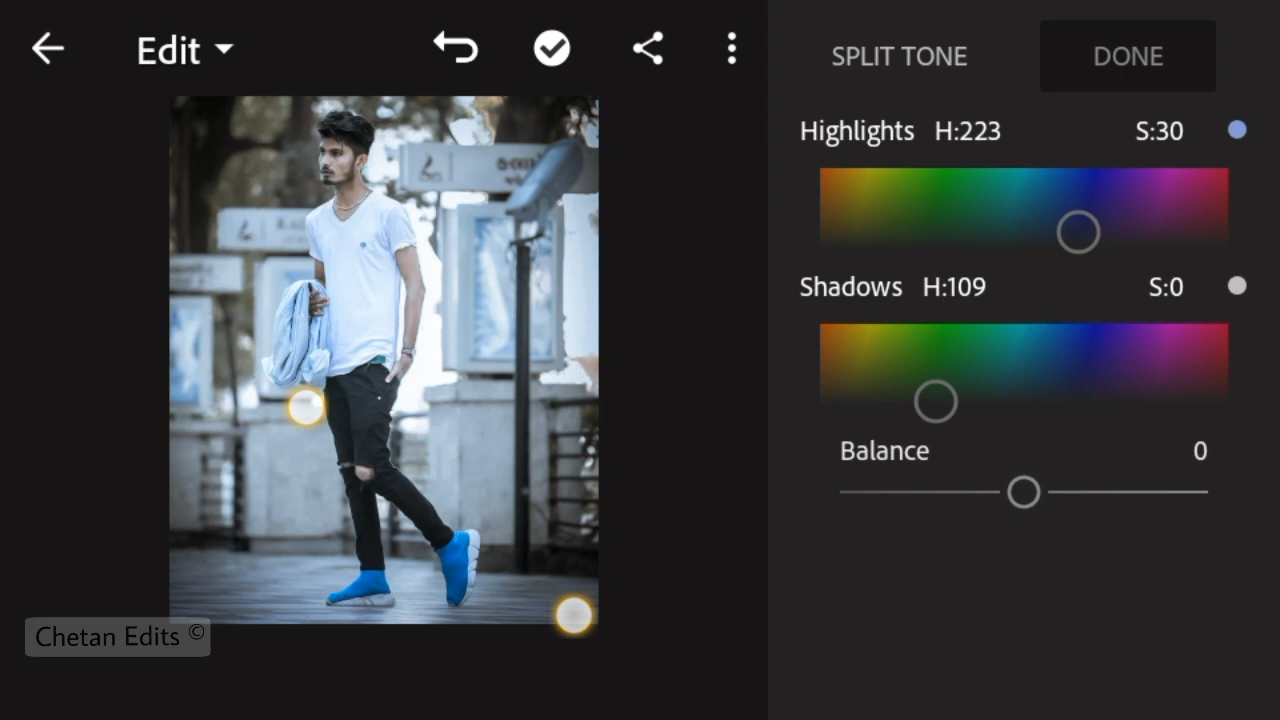 Edit
SPLIT TONE
DONE
Highlights H:223 S:30
Shadows H:109 S:0
Balance 0
Chetan Edits ©